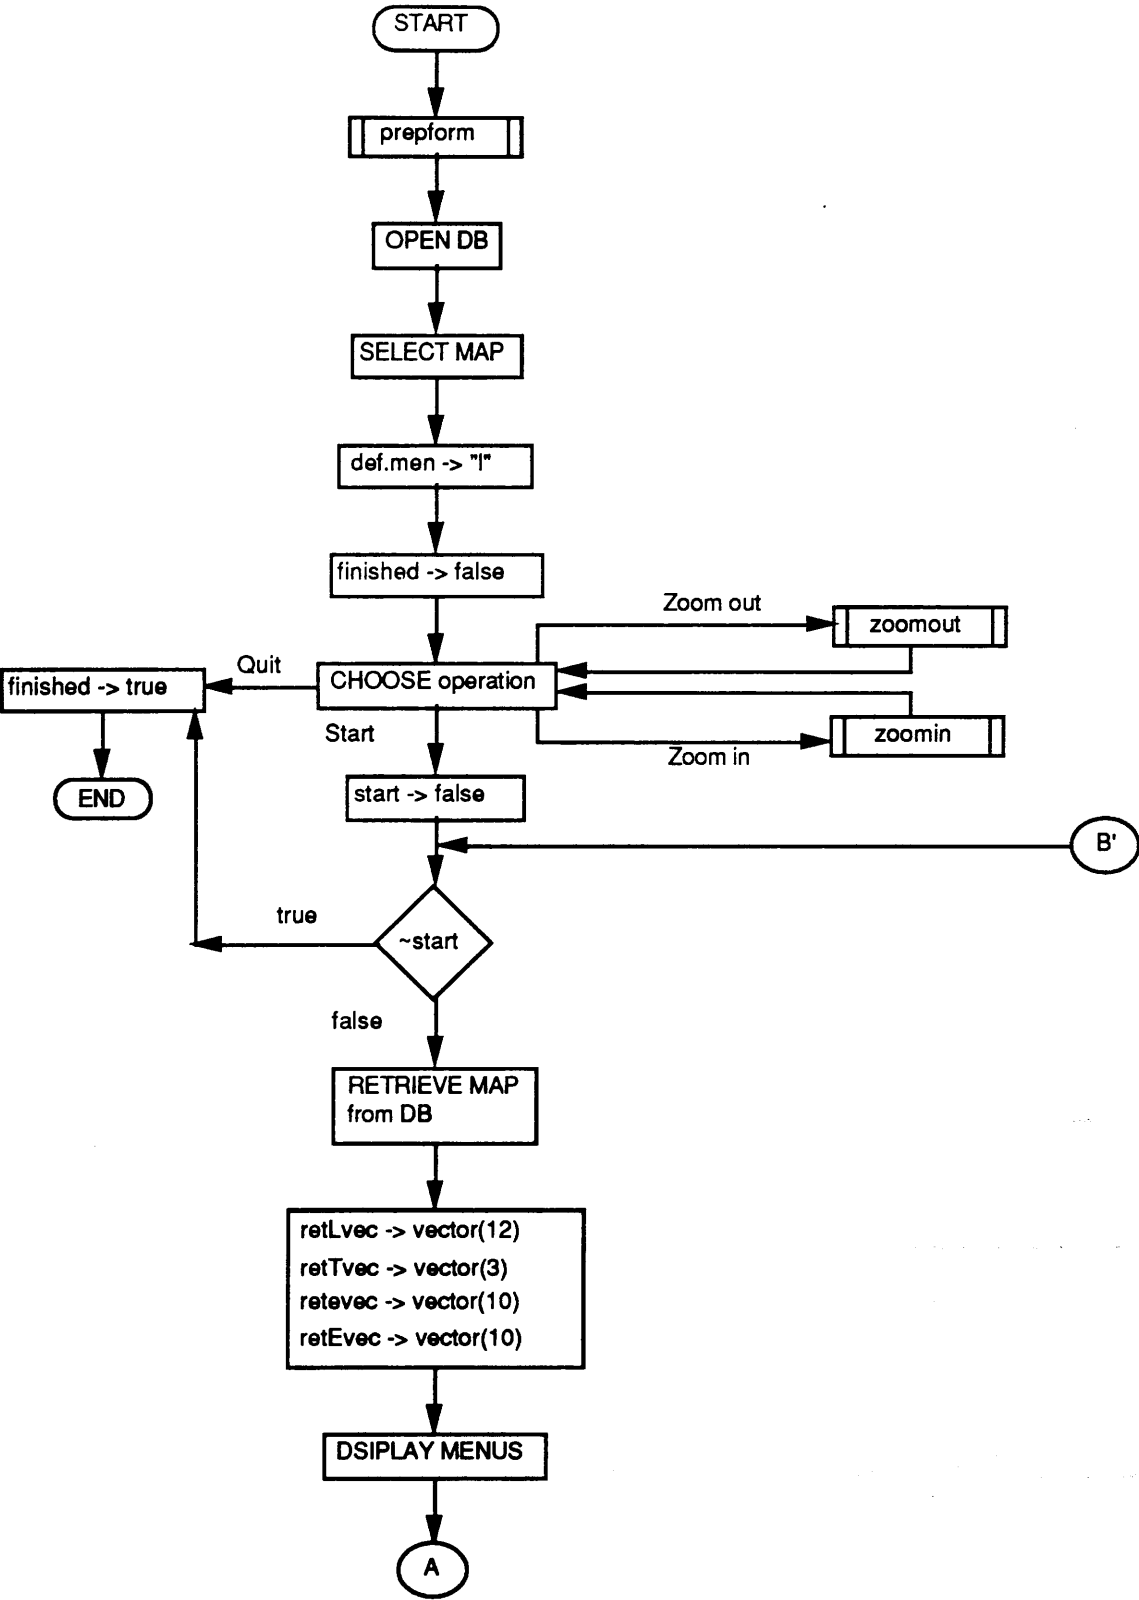 START
prepform
OPEN DB
SELECT MAP
def.men -> "l"
finished -> false
Zoom out
zoomout
Quit
finished -> true
CHOOSE operation
Start
Zoom in
zoomin
END
start -> false
B'
true
~start
false
RETRIEVE MAP
from DB
retLvec -> vector(12)
retTvec -> vector(3)
retevec -> vector(10)
retEvec -> vector(10)
DSIPLAY MENUS
A